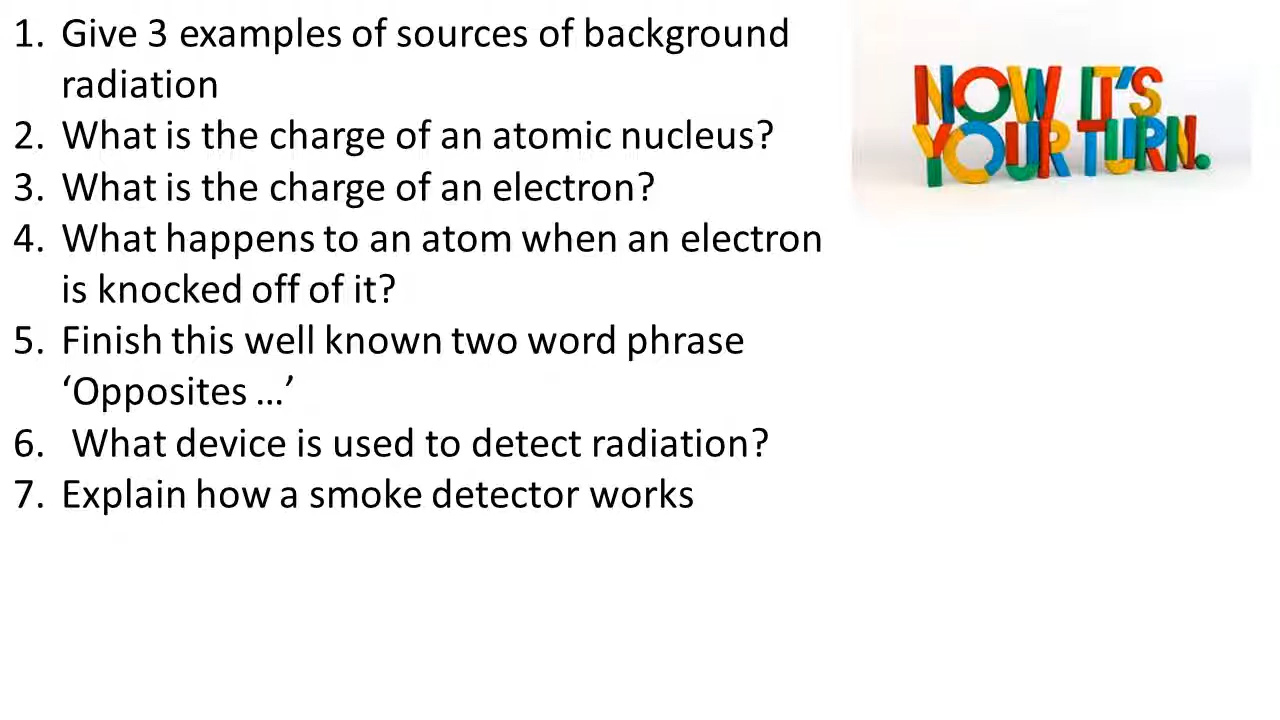 1. Give 3 examples of sources of background
radiation
2. What is the charge of an atomic nucleus?
3. What is the charge of an electron?
4. What happens to an atom when an electron
is knocked off of it?
5. Finish this well known two word phrase
‘Opposites …’
6. What device is used to detect radiation?
7. Explain how a smoke detector works
NOW IT'S
YOUR TURN.